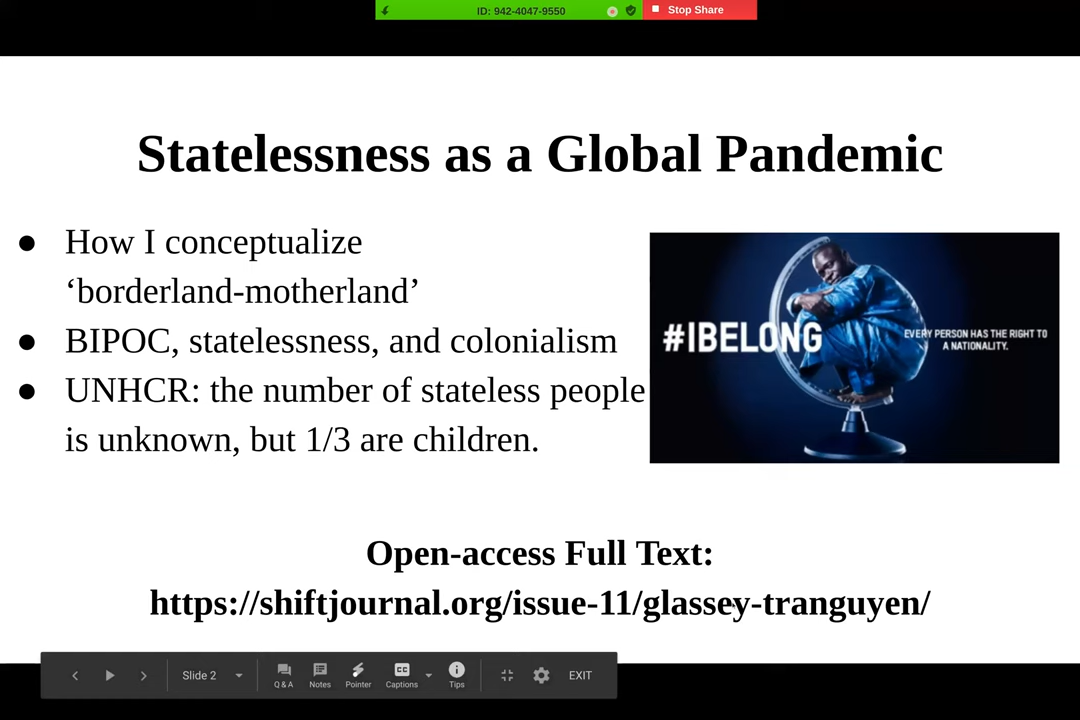 ID: 942-4047-9550
Stop Share
Statelessness as a Global Pandemic
● How I conceptualize
‘borderland-motherland’
● BIPOC, statelessness, and colonialism
● UNHCR: the number of stateless people
is unknown, but 1/3 are children.
#IBELONG
EVERY PERSON HAS THE RIGHT TO
A NATIONALITY.
Open-access Full Text:
https://shiftjournal.org/issue-11/glassey-tranguyen/
Slide 2
Q & A
Notes
Pointer
CC
Captions
Tips
EXIT